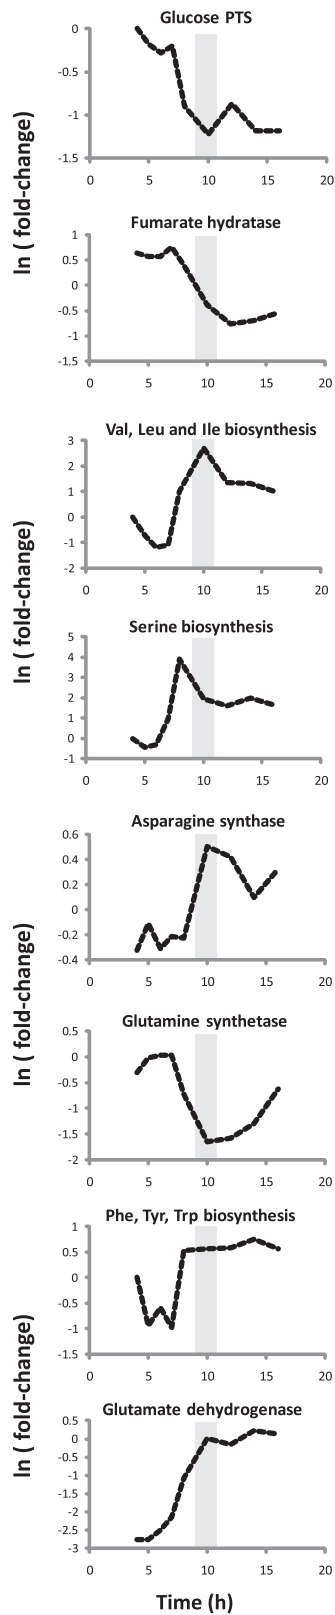 Glucose PTS
0
-0.5
-1
-1.5
0 5 10 15 20
ln ( fold-change)
Fumarate hydratase
1
0.5
0
-0.5
-1
-1.5
0 5 10 15 20
Val, Leu and Ile biosynthesis
3
2
1
0
-1
-2
0 5 10 15 20
ln ( fold-change)
Serine biosynthesis
5
4
3
2
1
0
-1
0 5 10 15 20
Asparagine synthase
0.6
0.4
0.2
0
-0.2
-0.4
0 5 10 15 20
ln ( fold-change)
Glutamine synthetase
0.5
0
-0.5
-1
-1.5
-2
0 5 10 15 20
Phe, Tyr, Trp biosynthesis
1
0.5
0
-0.5
-1
-1.5
0 5 10 15 20
ln ( fold-change)
Glutamate dehydrogenase
0.5
0
-0.5
-1
-1.5
-2
-2.5
-3
0 5 10 15 20
Time (h)